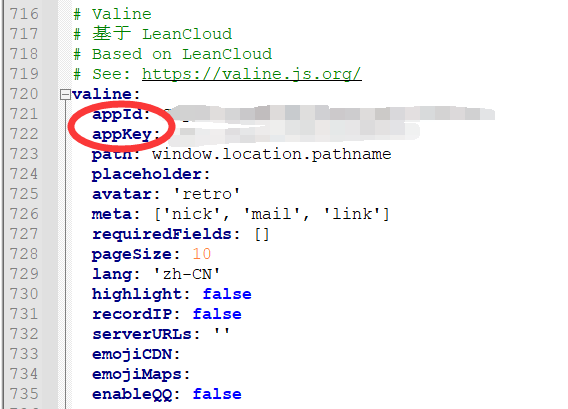 716 # Valine
717 # 基于 LeanCloud
718 # Based on LeanCloud
719 # See: https://valine.js.org/
720 valine:
721 appId:
722 appKey:
723 path: window.location.pathname
724 placeholder:
725 avatar: 'retro'
726 meta: ['nick', 'mail', 'link']
727 requiredFields: []
728 pageSize: 10
729 lang: 'zh-CN'
730 highlight: false
731 recordIP: false
732 serverURLs: ''
733 emojiCDN:
734 emojiMaps:
735 enableQQ: false